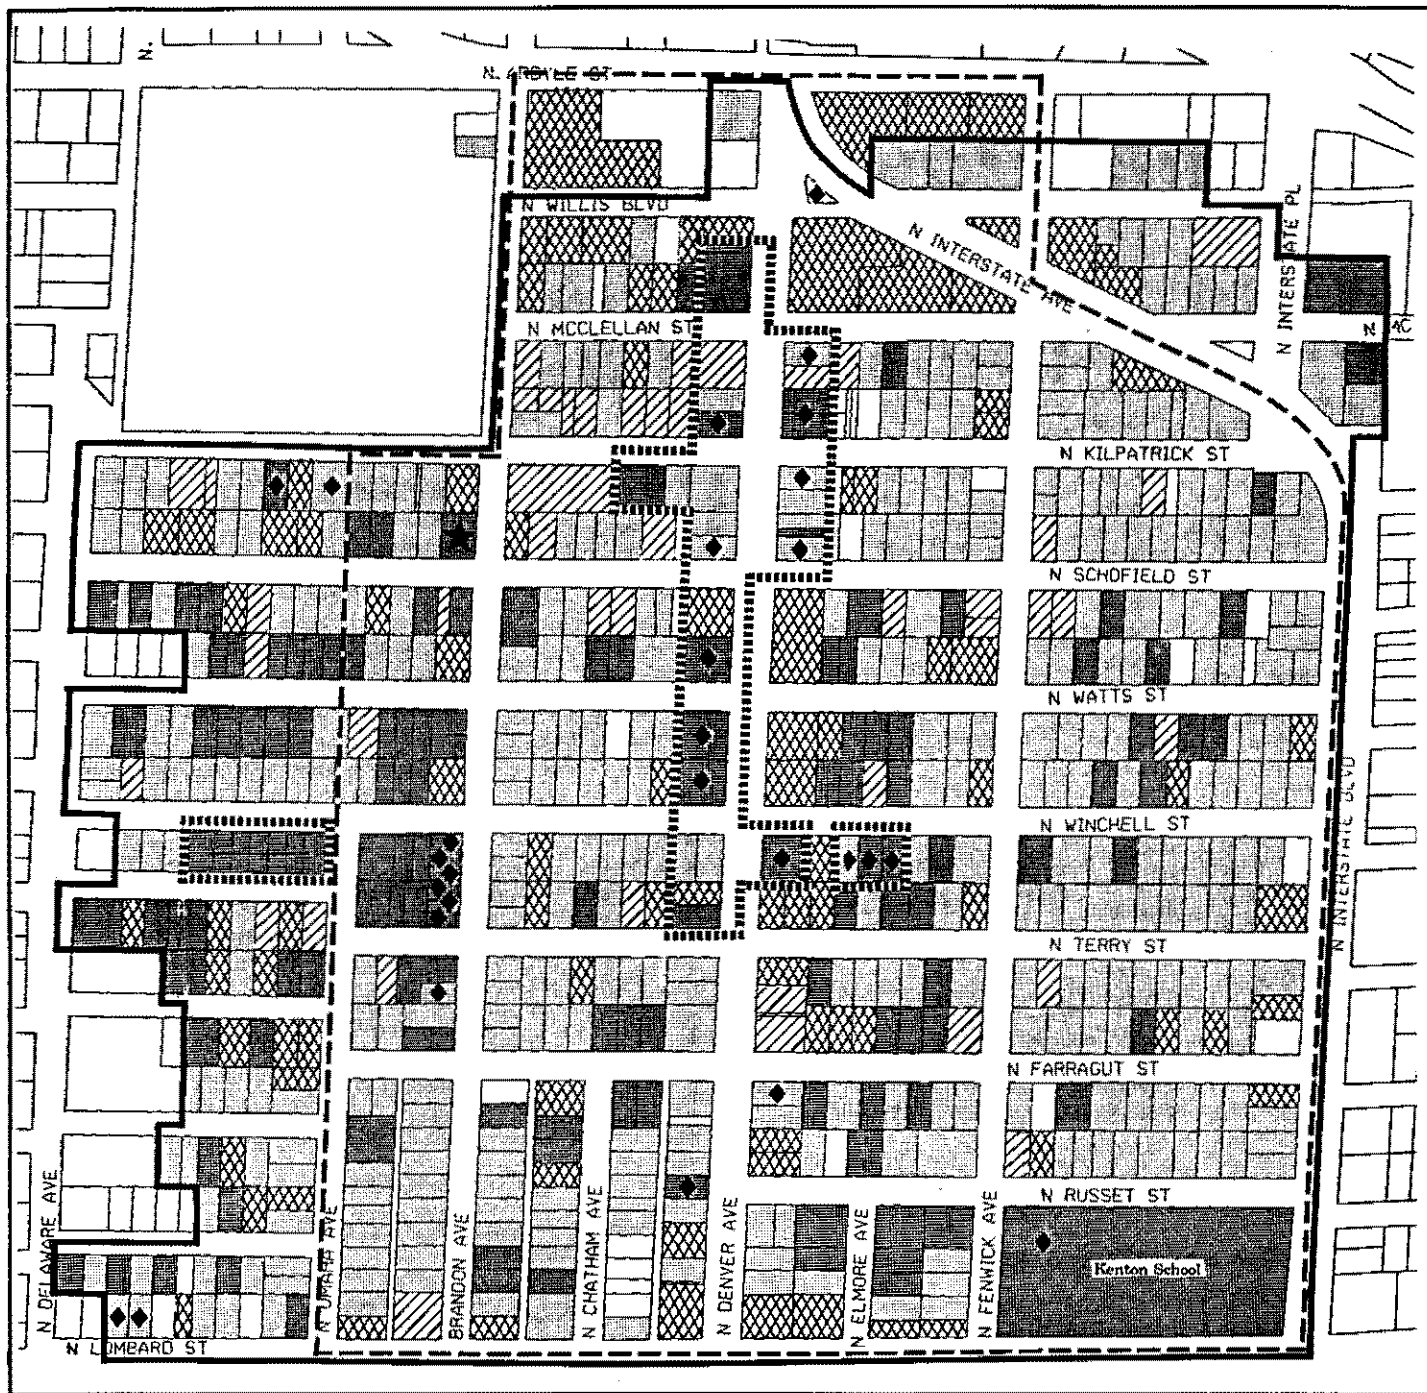 N.
N. ARGYLE ST
N WILLIS BLVD
N INTERSTATE AVE
N INTERSTATE PL
N MCCLELLAN ST
N
N KILPATRICK ST
N SCHOFIELD ST
N WATTS ST
N WINCHELL ST
N INTERSTATE BLVD
N TERRY ST
N FARRAGUT ST
N RUSSET ST
N DELAWARE AVE
N OMAHA AVE
BRANDON AVE
N CHATHAM AVE
N DENVER AVE
N ELMORE AVE
N FENWICK AVE
Kenton School
N LOMBARD ST